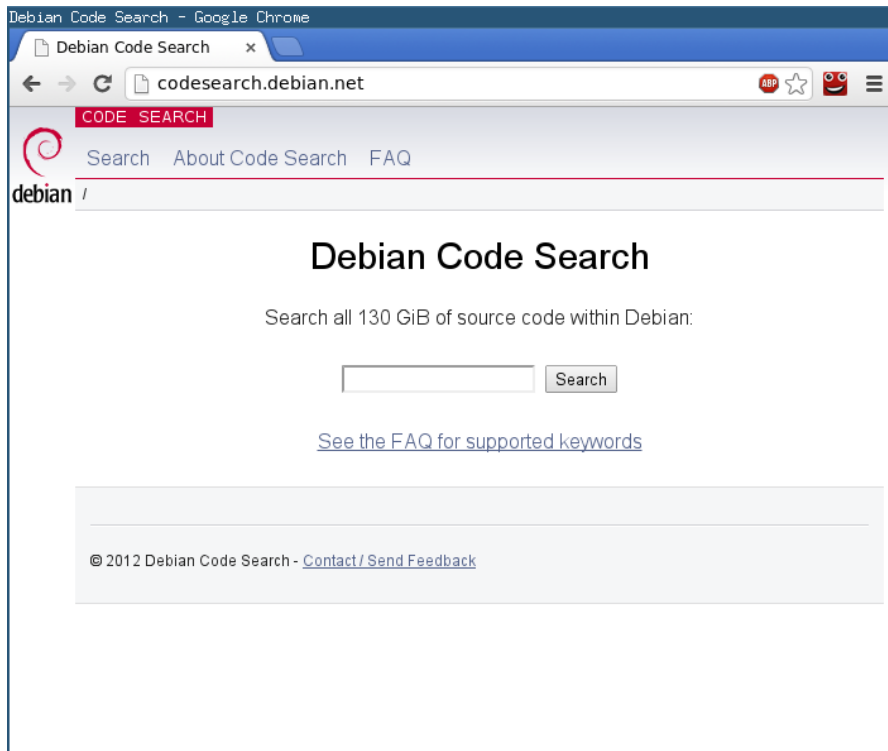 Debian Code Search - Google Chrome
Debian Code Search ×
codesearch.debian.net
ABP
CODE SEARCH
Search About Code Search FAQ
debian /
Debian Code Search
Search all 130 GiB of source code within Debian:
Search
See the FAQ for supported keywords
© 2012 Debian Code Search - Contact / Send Feedback